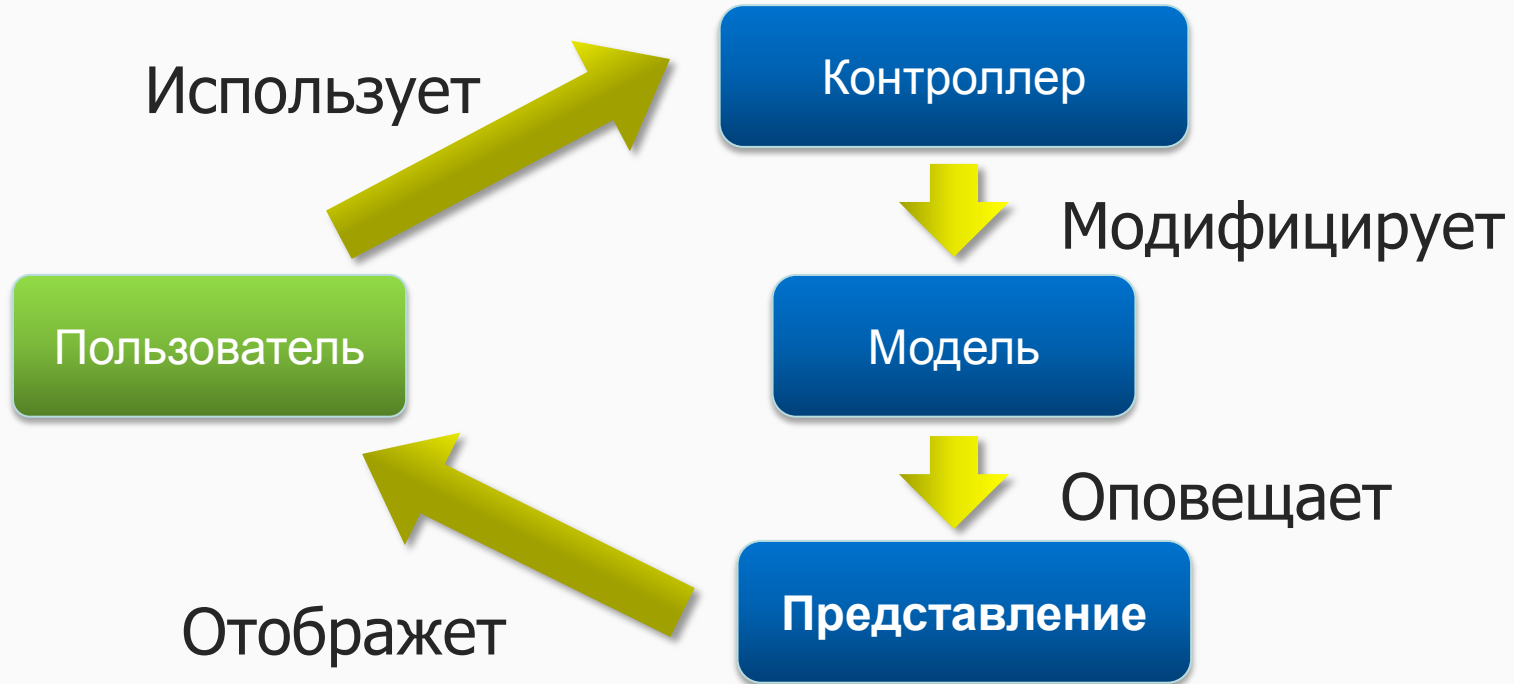 Использует
Контроллер
Модифицирует
Пользователь
Модель
Оповещает
Представление
Отображет